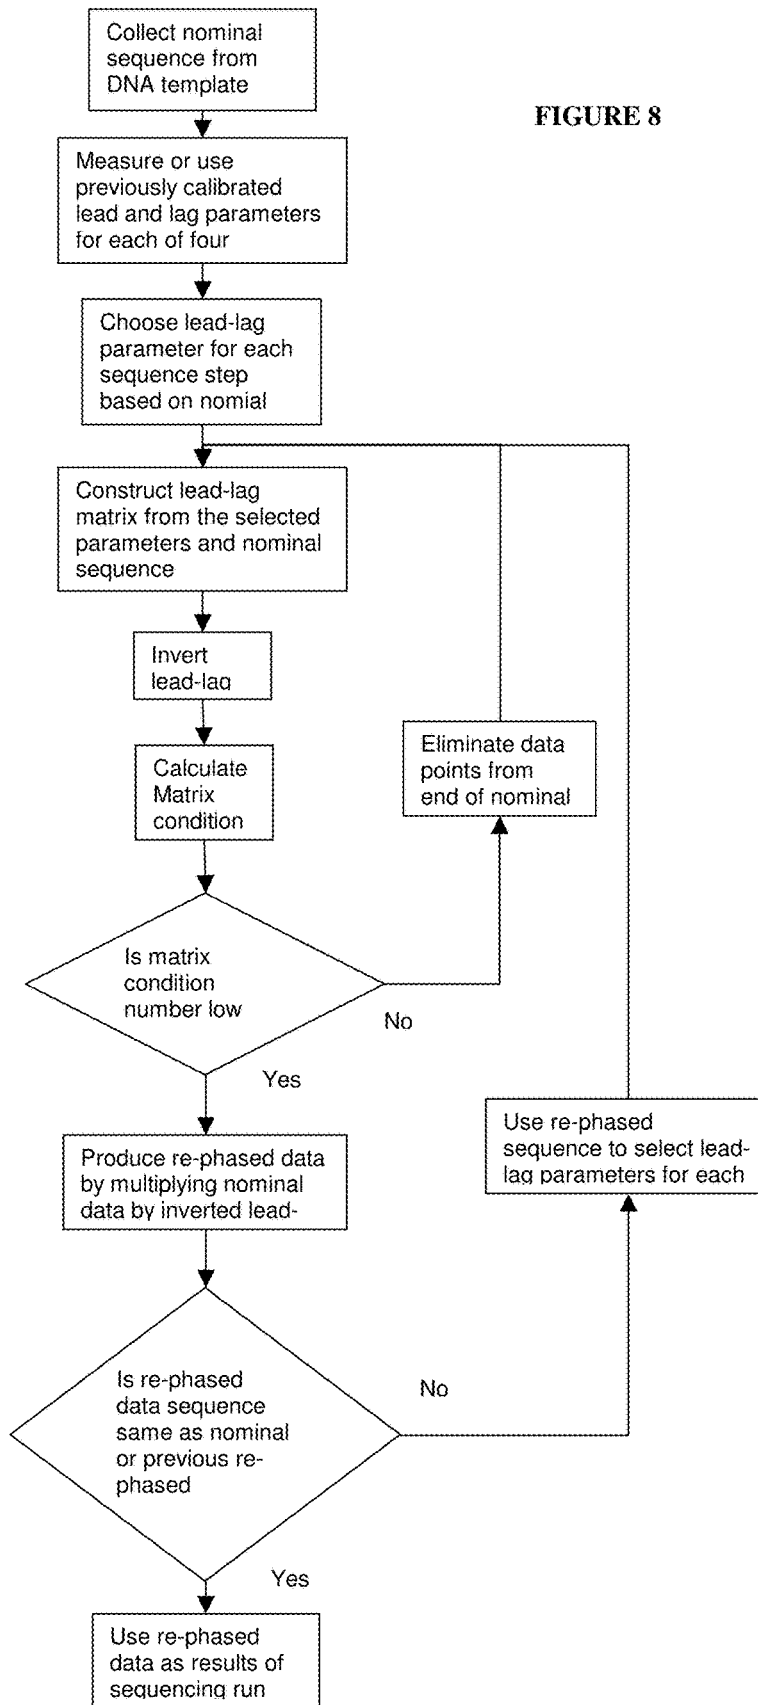 Collect nominal
sequence from
DNA template
FIGURE 8
Measure or use
previously calibrated
lead and lag parameters
for each of four
Choose lead-lag
parameter for each
sequence step
based on nomial
Construct lead-lag
matrix from the selected
parameters and nominal
sequence
Invert
lead-lag
Calculate
Matrix
condition
Eliminate data
points from
end of nominal
Is matrix
condition
number low
No
Yes
Use re-phased
sequence to select lead-
lag parameters for each
Produce re-phased data
by multiplying nominal
data by inverted lead-
Is re-phased
data sequence
same as nominal
or previous re-
phased
No
Yes
Use re-phased
data as results of
sequencing run